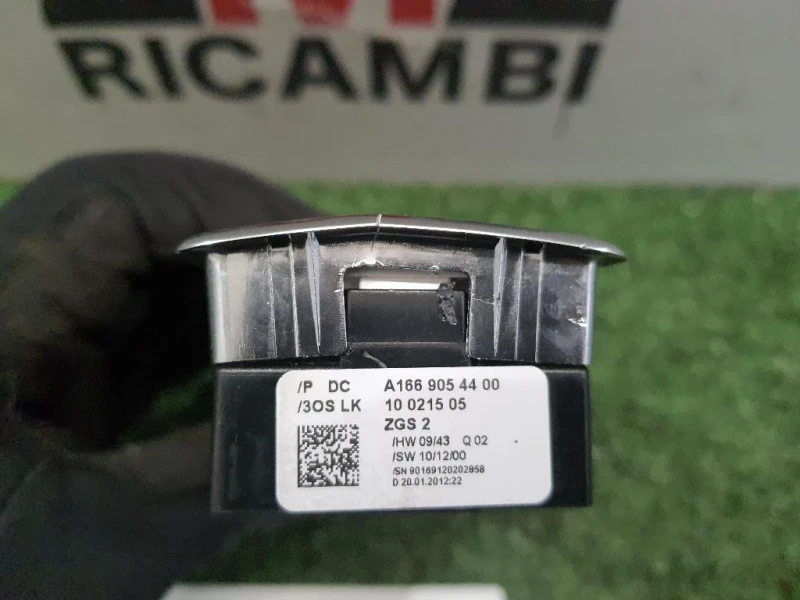 RICAMBI
/P DC A166 905 44 00
/3OS LK 10 0215 05
ZGS 2
/HW 09/43 Q 02
/SW 10/12/00
/SN 90169120202858
D 20.01.2012:22